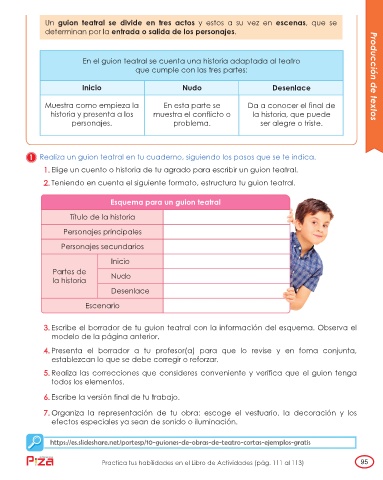 Un guion teatral se divide en tres actos y estos a su vez en escenas, que se
determinan por la entrada o salida de los personajes.
Producción de textos
En el guion teatral se cuenta una historia adaptada al teatro
que cumple con las tres partes:
Inicio Nudo Desenlace
Muestra como empieza la En esta parte se Da a conocer el final de
historia y presenta a los muestra el conflicto o la historia, que puede
personajes. problema. ser alegre o triste.
1 Realiza un guion teatral en tu cuaderno, siguiendo los pasos que se te indica.
1. Elige un cuento o historia de tu agrado para escribir un guion teatral.
2. Teniendo en cuenta el siguiente formato, estructura tu guion teatral.
Esquema para un guion teatral
Título de la historia
Personajes principales
Personajes secundarios
Partes de
la historia
Inicio
Nudo
Desenlace
Escenario
3. Escribe el borrador de tu guion teatral con la información del esquema. Observa el
modelo de la página anterior.
4. Presenta el borrador a tu profesor(a) para que lo revise y en forma conjunta,
establezcan lo que se debe corregir o reforzar.
5. Realiza las correcciones que consideres conveniente y verifica que el guion tenga
todos los elementos.
6. Escribe la versión final de tu trabajo.
7. Organiza la representación de tu obra: escoge el vestuario, la decoración y los
efectos especiales ya sean de sonido o iluminación.
https://es.slideshare.net/portesp/10-guiones-de-obras-de-teatro-cortas-ejemplos-gratis
Practica tus habilidades en el Libro de Actividades (pág. 111 al 113)
95